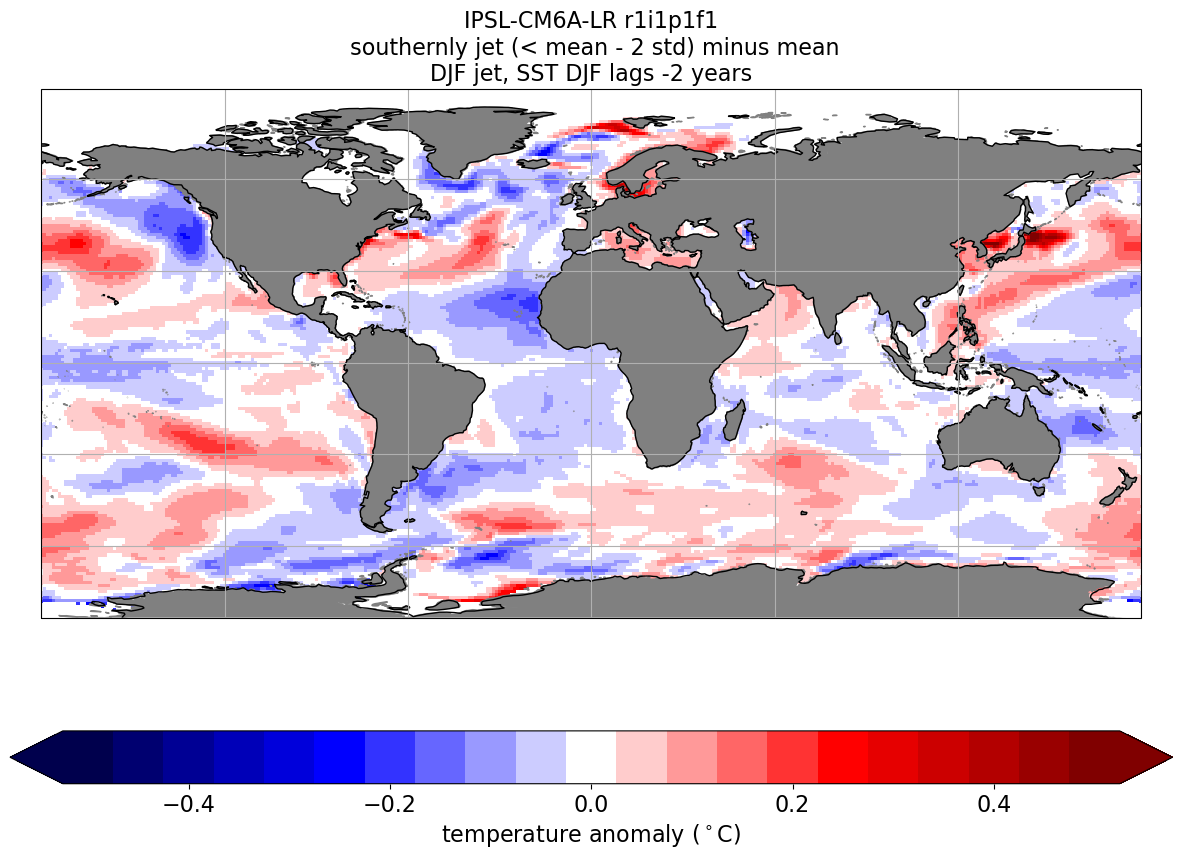 IPSL-CM6A-LR r1i1p1f1
southernly jet (< mean - 2 std) minus mean
DJF jet, SST DJF lags -2 years
−0.4 −0.2 0.0 0.2 0.4
temperature anomaly (°C)